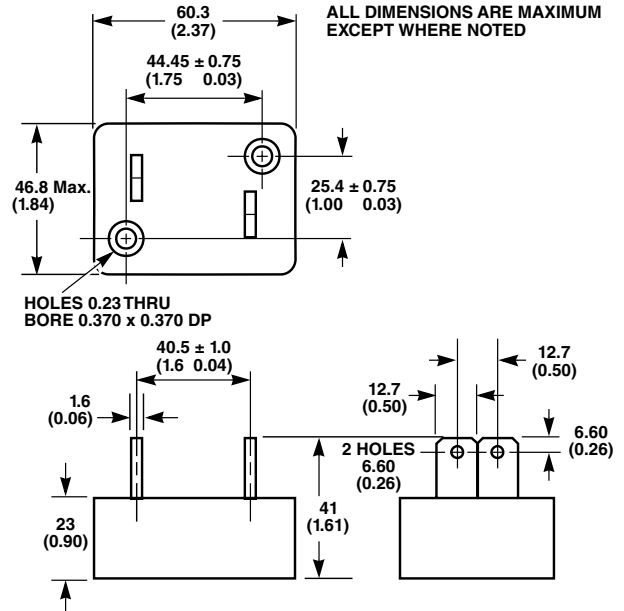 60.3
(2.37)
ALL DIMENSIONS ARE MAXIMUM
EXCEPT WHERE NOTED
44.45 ± 0.75
(1.75 0.03)
46.8 Max.
(1.84)
25.4 ± 0.75
(1.00 0.03)
HOLES 0.23 THRU
BORE 0.370 x 0.370 DP
40.5 ± 1.0
(1.6 0.04)
1.6
(0.06)
12.7
(0.50)
12.7
(0.50)
2 HOLES
6.60
(0.26)
6.60
(0.26)
23
(0.90)
41
(1.61)